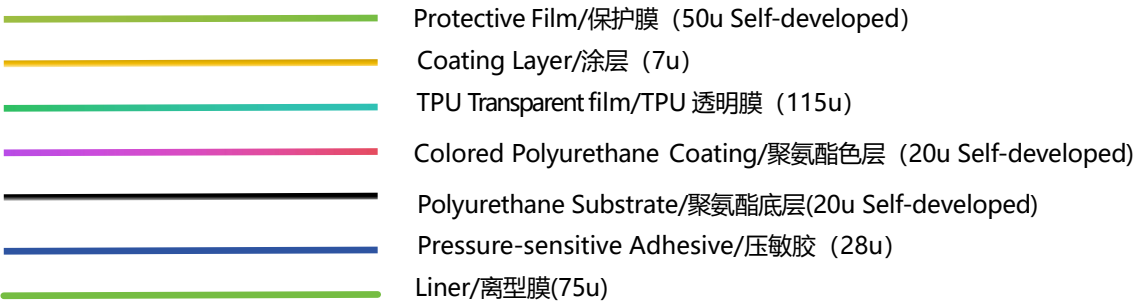 Protective Film/保护膜（50u Self-developed）
Coating Layer/涂层（7u）
TPU Transparent film/TPU 透明膜（115u）
Colored Polyurethane Coating/聚氨酯色层（20u Self-developed)
Polyurethane Substrate/聚氨酯底层(20u Self-developed)
Pressure-sensitive Adhesive/压敏胶（28u）
Liner/离型膜(75u)